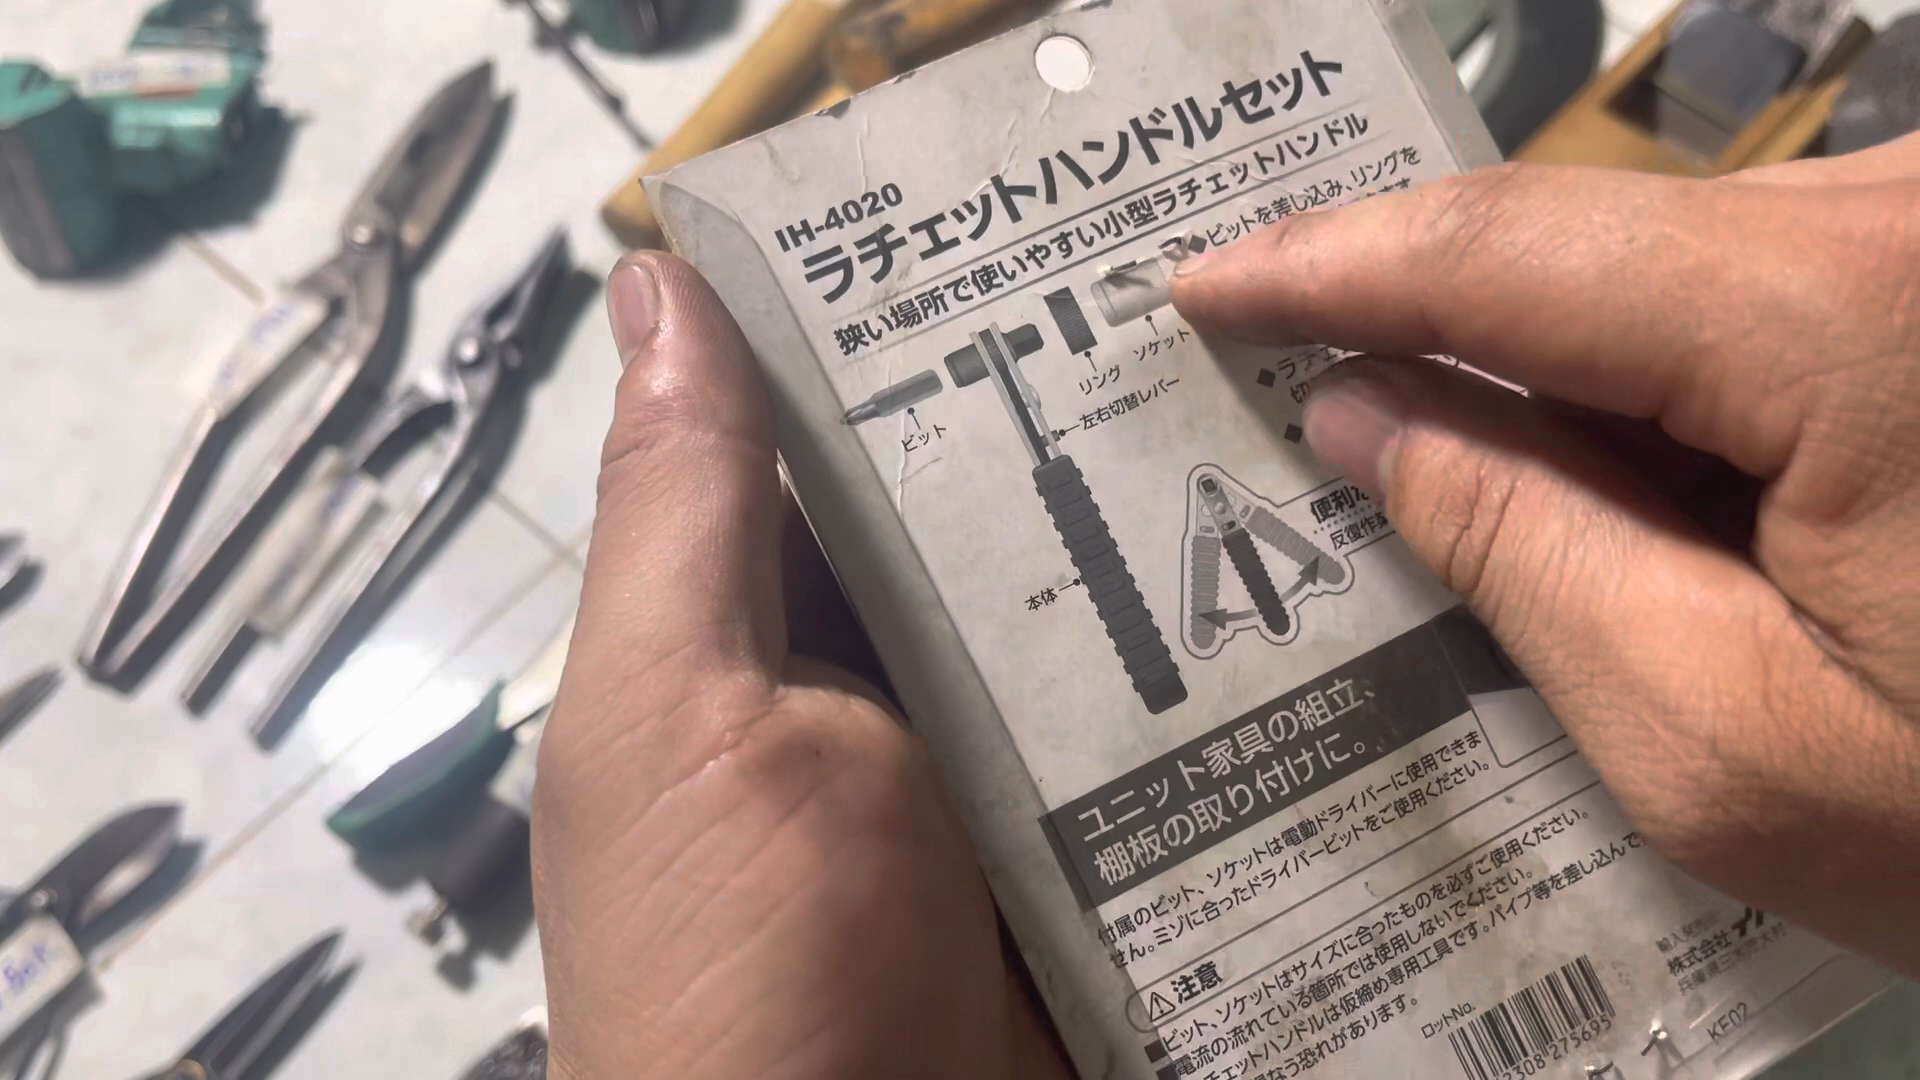 IH-4020
ラチェットハンドルセット
狭い場所で使いやすい小型ラチェットハンドル
◆ビットを差し込み、リングを
ソケット
リング
左右切替レバー
ビット
◆ラチェ
切
◆
便利な
反復作業
本体
ユニット家具の組立、
棚板の取り付けに。
付属のビット、ソケットは電動ドライバーに使用できま
せん。ミゾに合ったドライバービットをご使用ください。
注意
ビット、ソケットはサイズに合ったものを必ずご使用ください。
電流の流れている箇所では使用しないでください。
チェットハンドルは仮締め専用工具です。パイプ等を差し込んで
なう恐れがあります。
株式会社
ロットNo.
2308 275695
KF02